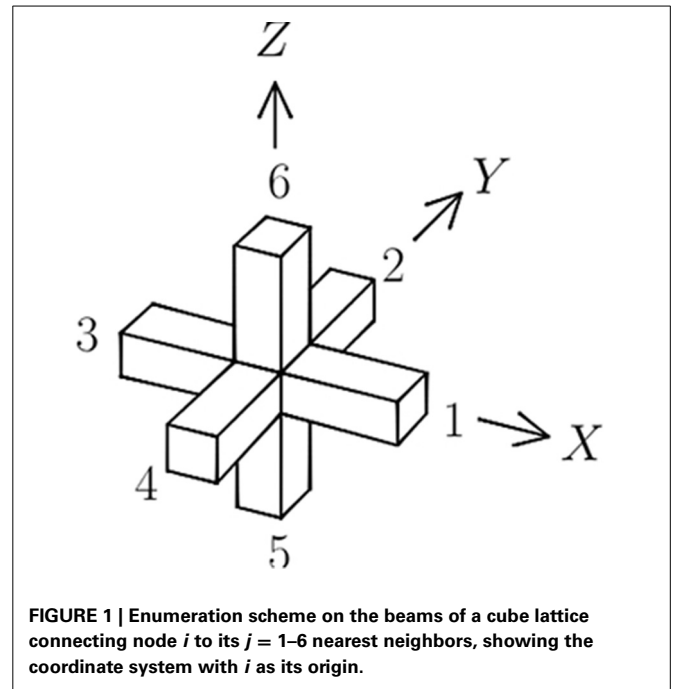 Z
6
Y
2
3
1
X
4
5
FIGURE 1 | Enumeration scheme on the beams of a cube lattice
connecting node i to its j = 1–6 nearest neighbors, showing the
coordinate system with i as its origin.